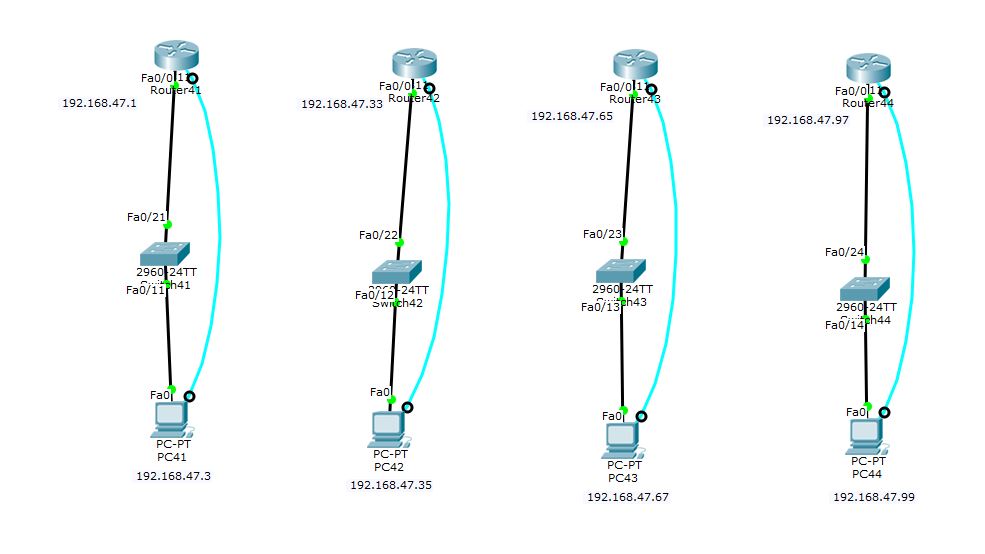 Fa0/0
Router41
192.168.47.1
Fa0/21
2960-24TT
Switch41
Fa0/11
Fa0
PC-PT
PC41
192.168.47.3
Fa0/0
Router42
192.168.47.33
Fa0/22
2960-24TT
Switch42
Fa0/12
Fa0
PC-PT
PC42
192.168.47.35
Fa0/0
Router43
192.168.47.65
Fa0/23
2960-24TT
Switch43
Fa0/13
Fa0
PC-PT
PC43
192.168.47.67
Fa0/0
Router44
192.168.47.97
Fa0/24
2960-24TT
Switch44
Fa0/14
Fa0
PC-PT
PC44
192.168.47.99